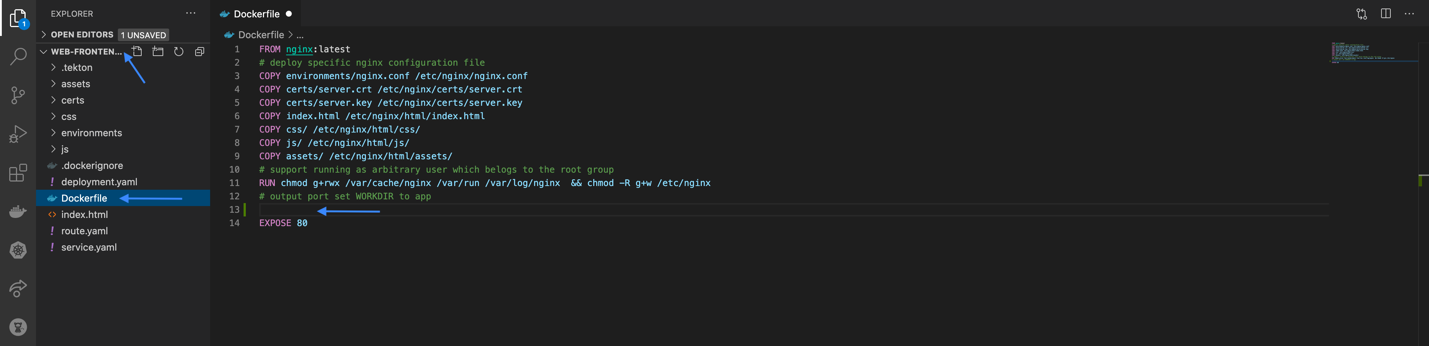 EXPLORER
OPEN EDITORS 1 UNSAVED
WEB-FRONTEN...
.tekton
assets
certs
css
environments
js
.dockerignore
! deployment.yaml
Dockerfile
<> index.html
! route.yaml
! service.yaml
1
Dockerfile
Dockerfile > ...
1 FROM nginx:latest
2 # deploy specific nginx configuration file
3 COPY environments/nginx.conf /etc/nginx/nginx.conf
4 COPY certs/server.crt /etc/nginx/certs/server.crt
5 COPY certs/server.key /etc/nginx/certs/server.key
6 COPY index.html /etc/nginx/html/index.html
7 COPY css/ /etc/nginx/html/css/
8 COPY js/ /etc/nginx/html/js/
9 COPY assets/ /etc/nginx/html/assets/
10 # support running as arbitrary user which belogs to the root group
11 RUN chmod g+rwx /var/cache/nginx /var/run /var/log/nginx && chmod -R g+w /etc/nginx
12 # output port set WORKDIR to app
13
14 EXPOSE 80